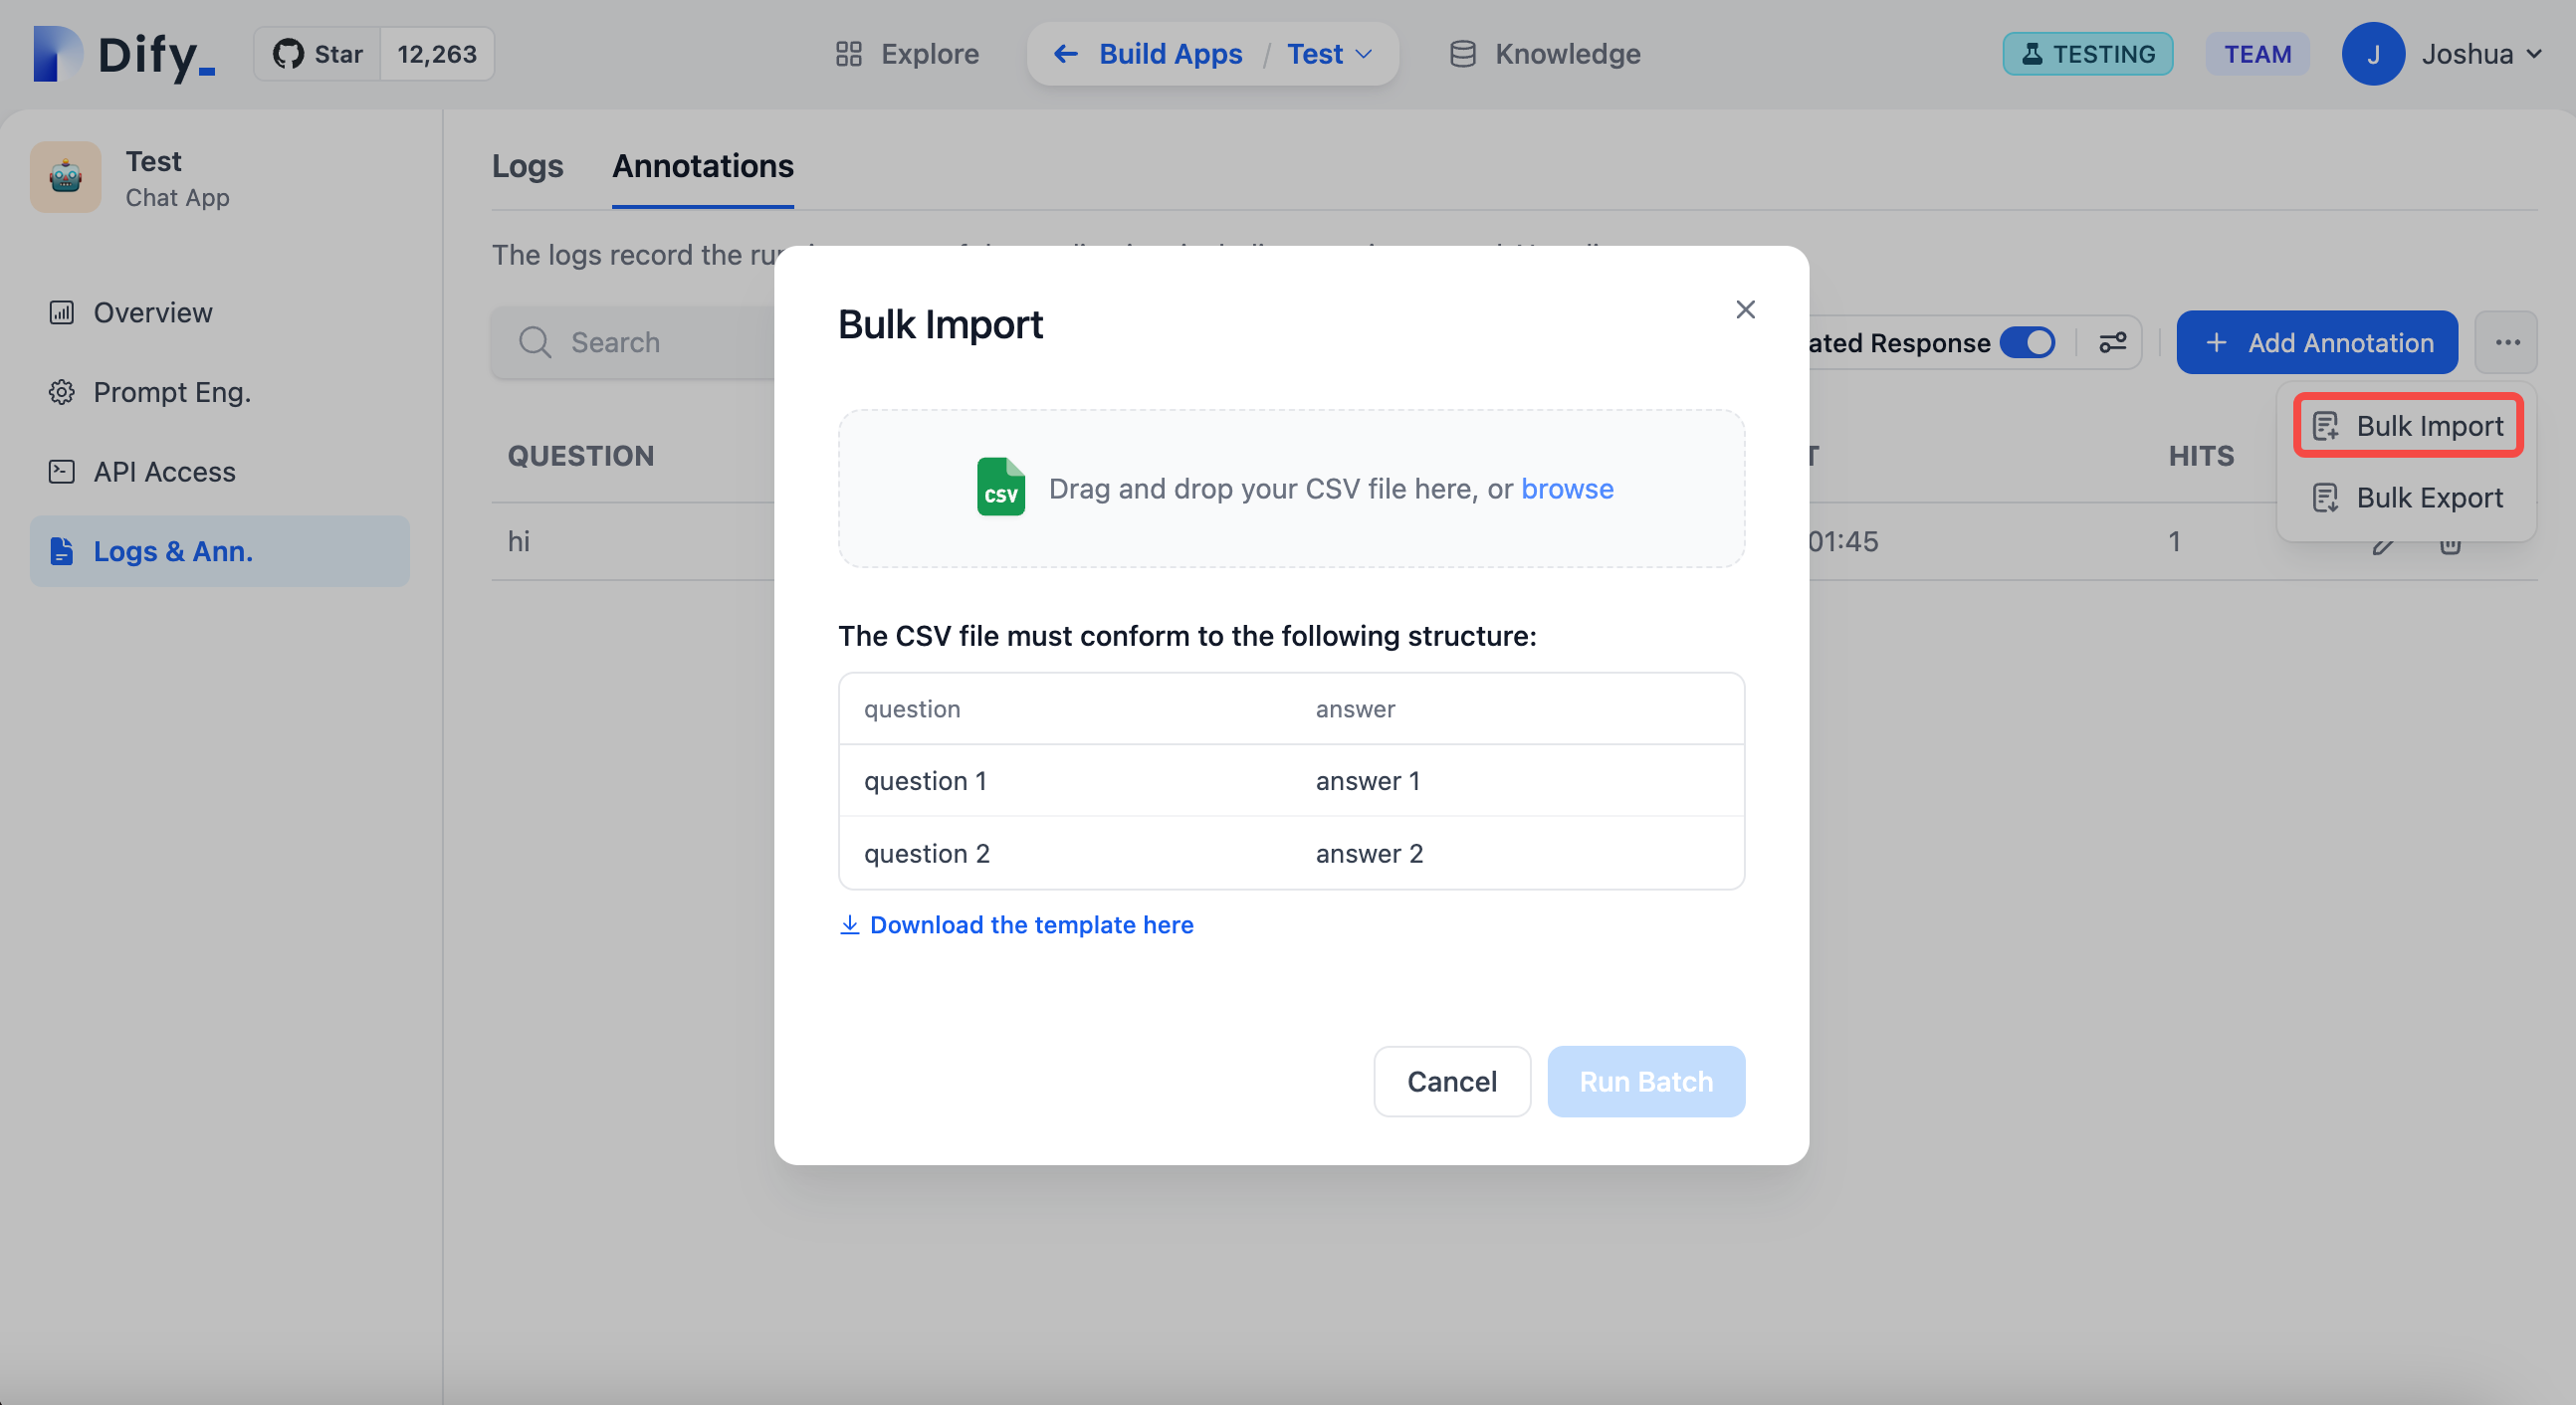 Dify_
Star 12,263
Explore
Build Apps / Test
Knowledge
TESTING
TEAM
J Joshua
Test
Chat App
Overview
Prompt Eng.
API Access
Logs & Ann.
Logs Annotations
The logs record the
Search
ated Response
+ Add Annotation
...
Bulk Import
Bulk Export
QUESTION
HITS
hi
01:45
1
Bulk Import
CSV
Drag and drop your CSV file here, or browse
The CSV file must conform to the following structure:
question answer
question 1 answer 1
question 2 answer 2
Download the template here
Cancel Run Batch